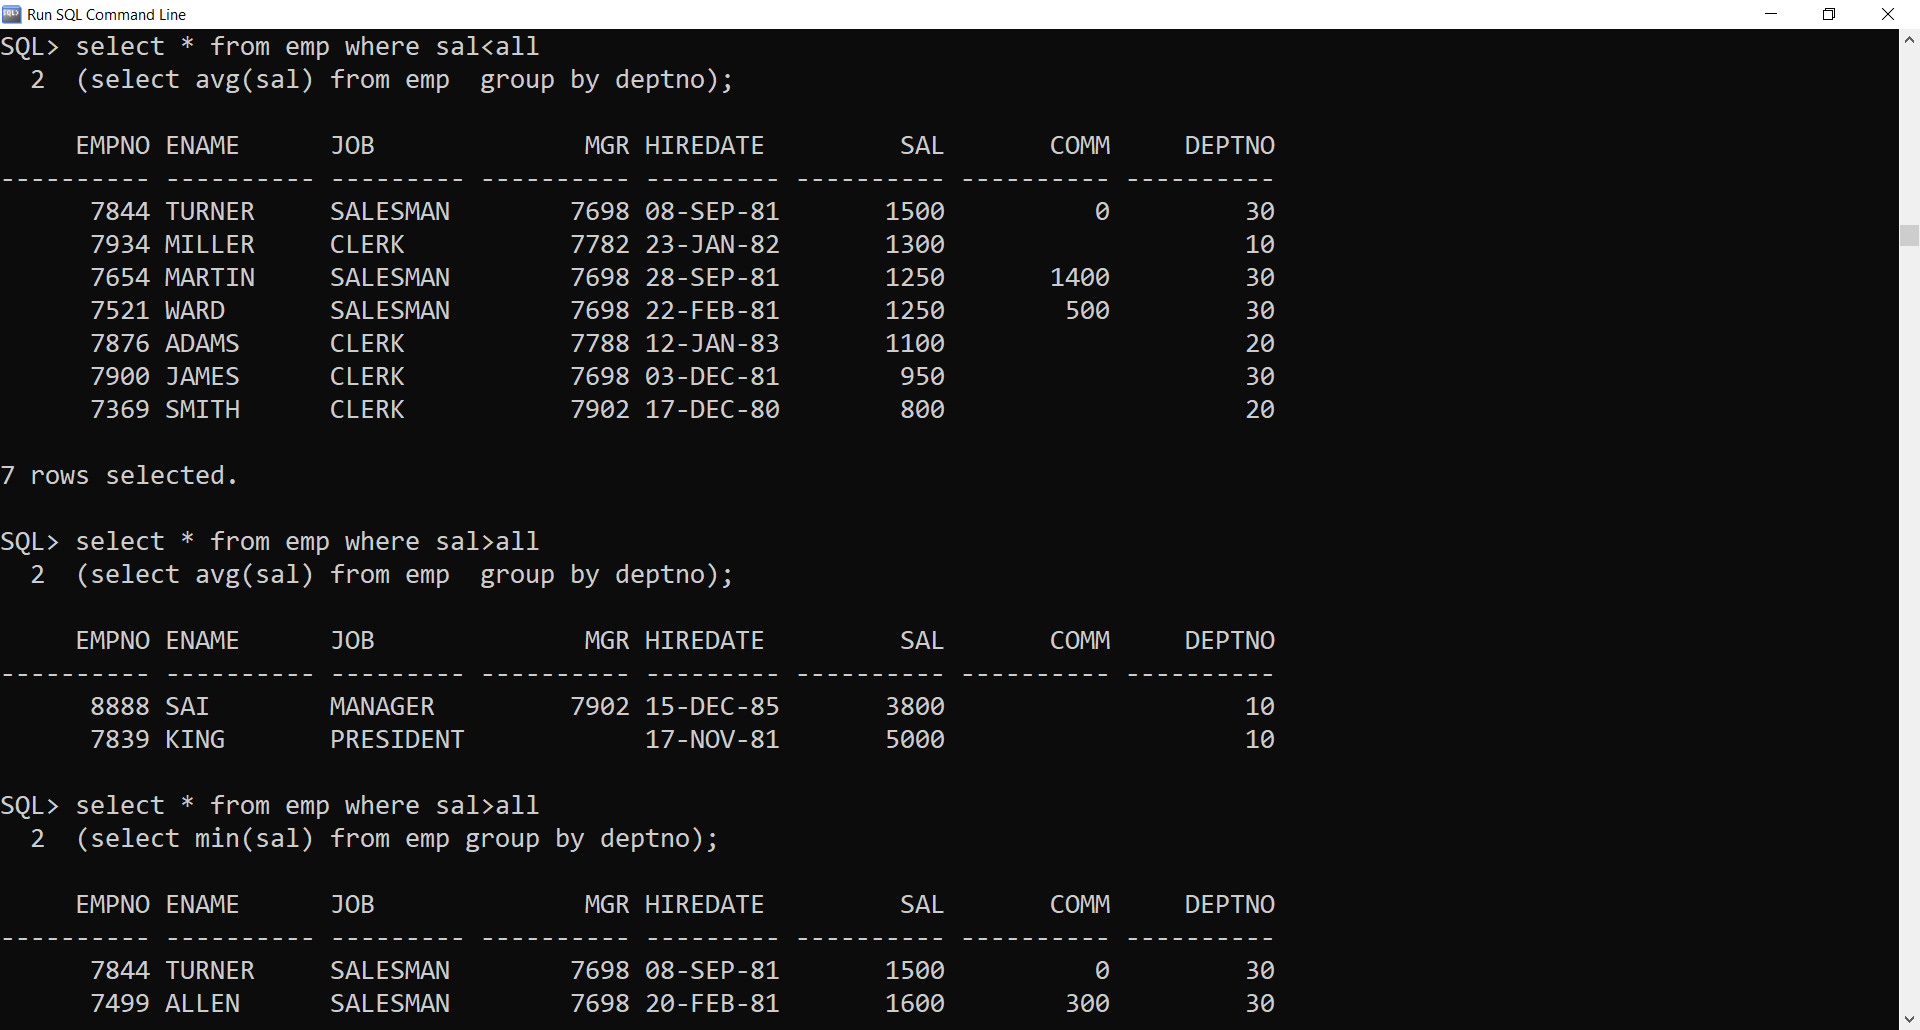 Run SQL Command Line
SQL> select * from emp where sal<all
  2  (select avg(sal) from emp  group by deptno);

     EMPNO ENAME      JOB              MGR HIREDATE         SAL       COMM     DEPTNO
---------- ---------- --------- ---------- --------- ---------- ---------- ----------
      7844 TURNER     SALESMAN        7698 08-SEP-81       1500          0         30
      7934 MILLER     CLERK           7782 23-JAN-82       1300                    10
      7654 MARTIN     SALESMAN        7698 28-SEP-81       1250       1400         30
      7521 WARD       SALESMAN        7698 22-FEB-81       1250        500         30
      7876 ADAMS      CLERK           7788 12-JAN-83       1100                    20
      7900 JAMES      CLERK           7698 03-DEC-81        950                    30
      7369 SMITH      CLERK           7902 17-DEC-80        800                    20

7 rows selected.

SQL> select * from emp where sal>all
  2  (select avg(sal) from emp  group by deptno);

     EMPNO ENAME      JOB              MGR HIREDATE         SAL       COMM     DEPTNO
---------- ---------- --------- ---------- --------- ---------- ---------- ----------
      8888 SAI        MANAGER         7902 15-DEC-85       3800                    10
      7839 KING       PRESIDENT            17-NOV-81       5000                    10

SQL> select * from emp where sal>all
  2  (select min(sal) from emp group by deptno);

     EMPNO ENAME      JOB              MGR HIREDATE         SAL       COMM     DEPTNO
---------- ---------- --------- ---------- --------- ---------- ---------- ----------
      7844 TURNER     SALESMAN        7698 08-SEP-81       1500          0         30
      7499 ALLEN      SALESMAN        7698 20-FEB-81       1600        300         30